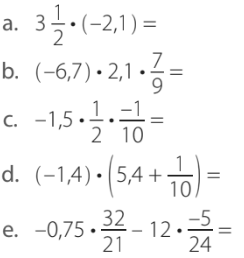 a. 3 1/2 • (−2,1) =
b. (−6,7) • 2,1 • 7/9 =
c. −1,5 • 1/2 • −1/10 =
d. (−1,4) • (5,4 + 1/10) =
e. −0,75 • 32/21 − 12 • −5/24 =